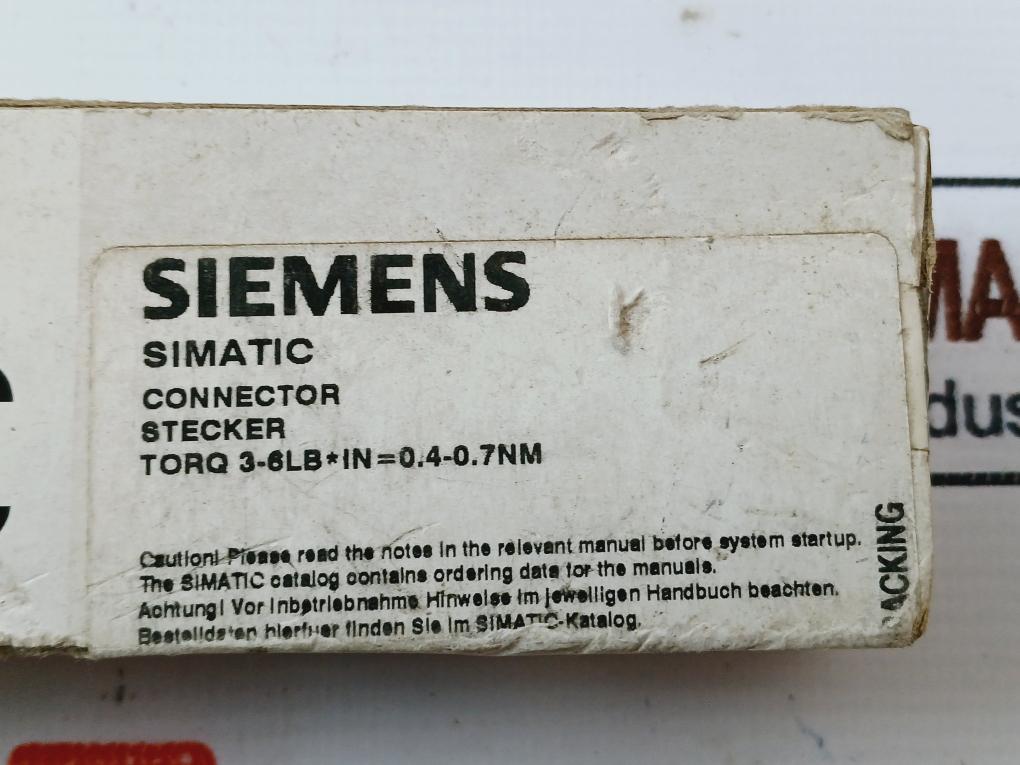 SIEMENS
SIMATIC
CONNECTOR
STECKER
TORQ 3-6LB*IN=0.4-0.7NM
Caution! Please read the notes in the relevant manual before system startup.
The SIMATIC catalog contains ordering data for the manuals.
Achtung! Vor Inbetriebnahme Hinweise im jeweiligen Handbuch beachten.
Bestelldaten hierfuer finden Sie im SIMATIC-Katalog.
PACKING
MA
dus